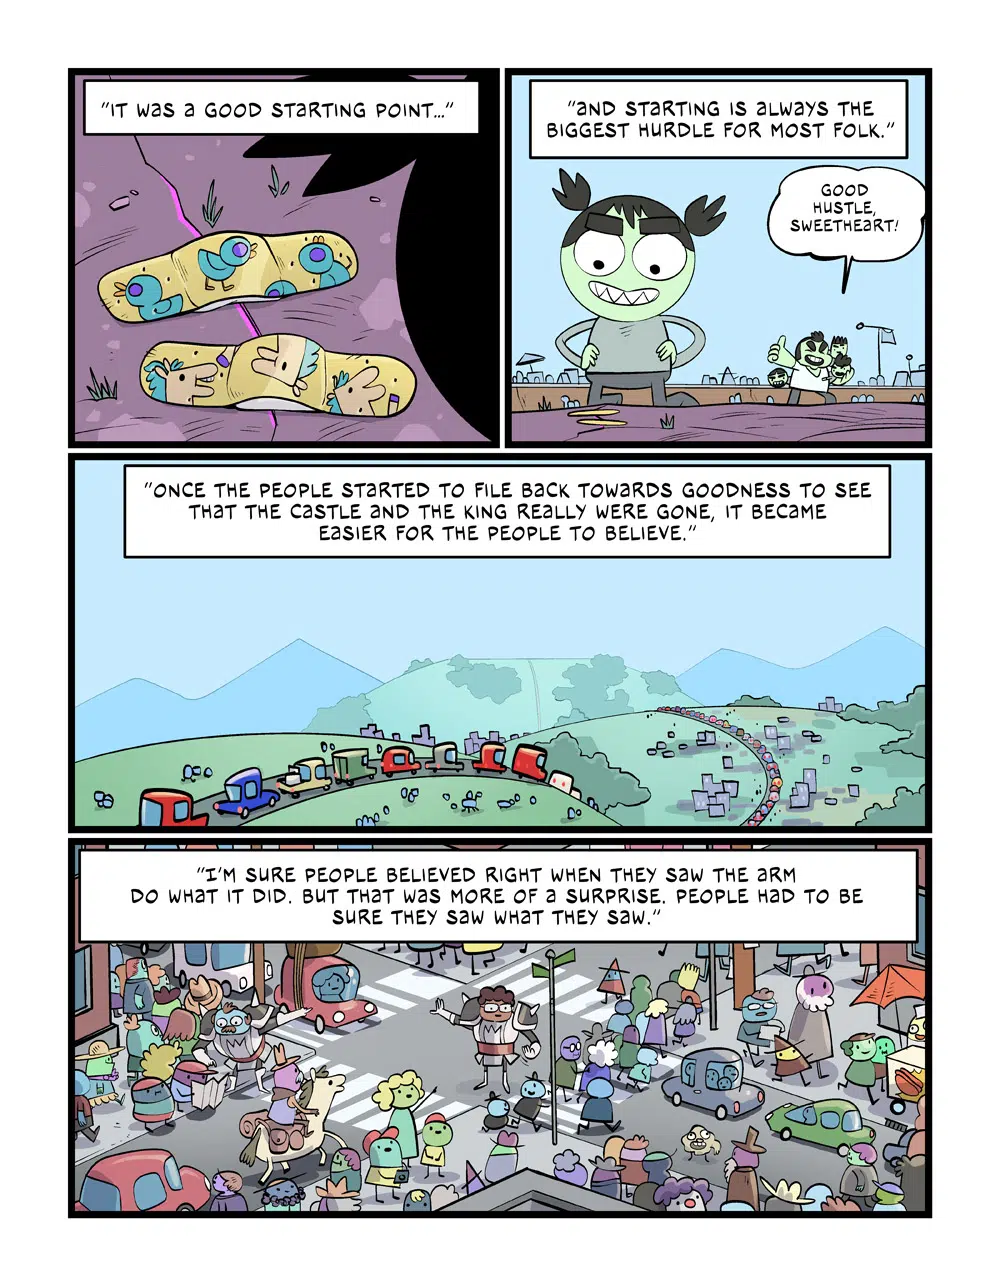 "IT WAS A GOOD STARTING POINT..."
"AND STARTING IS ALWAYS THE
BIGGEST HURDLE FOR MOST FOLK."
GOOD
HUSTLE,
SWEETHEART!
"ONCE THE PEOPLE STARTED TO FILE BACK TOWARDS GOODNESS TO SEE
THAT THE CASTLE AND THE KING REALLY WERE GONE, IT BECAME
EASIER FOR THE PEOPLE TO BELIEVE."
"I'M SURE PEOPLE BELIEVED RIGHT WHEN THEY SAW THE ARM
DO WHAT IT DID. BUT THAT WAS MORE OF A SURPRISE. PEOPLE HAD TO BE
SURE THEY SAW WHAT THEY SAW."